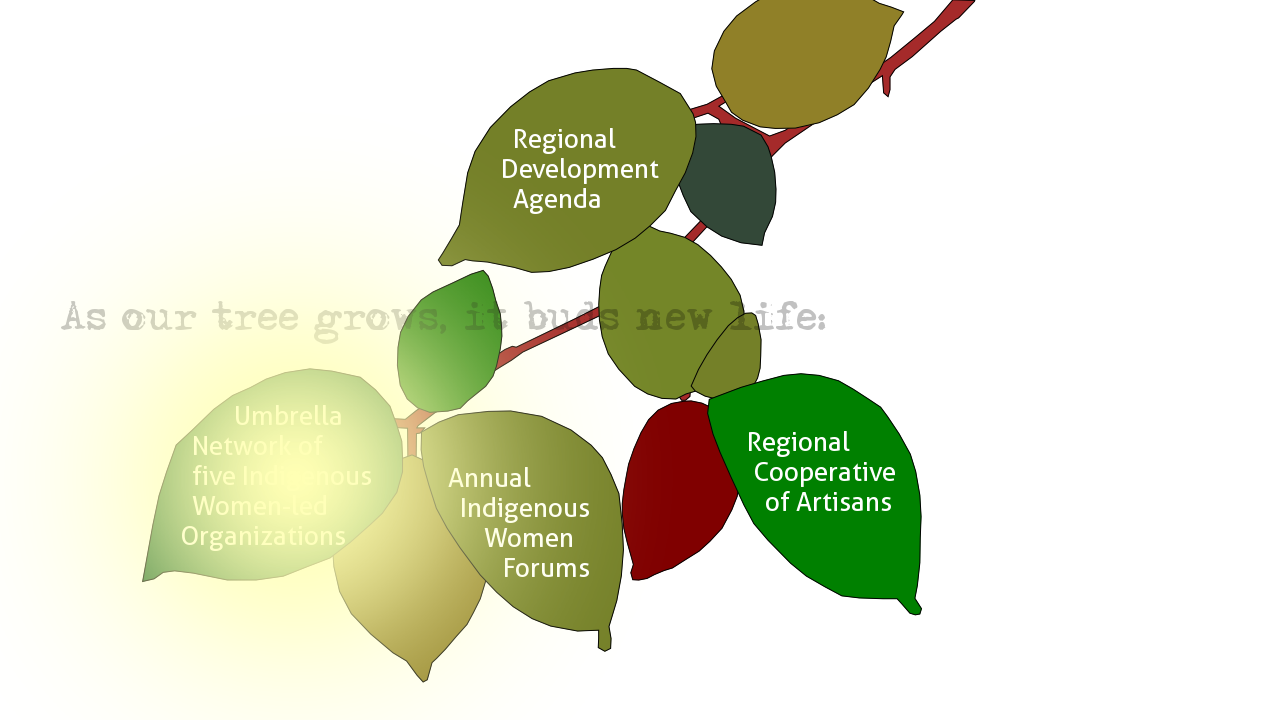 Regional
Development
Agenda
As our tree grows, it buds new life:
Umbrella
Network of
five Indigenous
Women-led
Organizations
Annual
Indigenous
Women
Forums
Regional
Cooperative
of Artisans